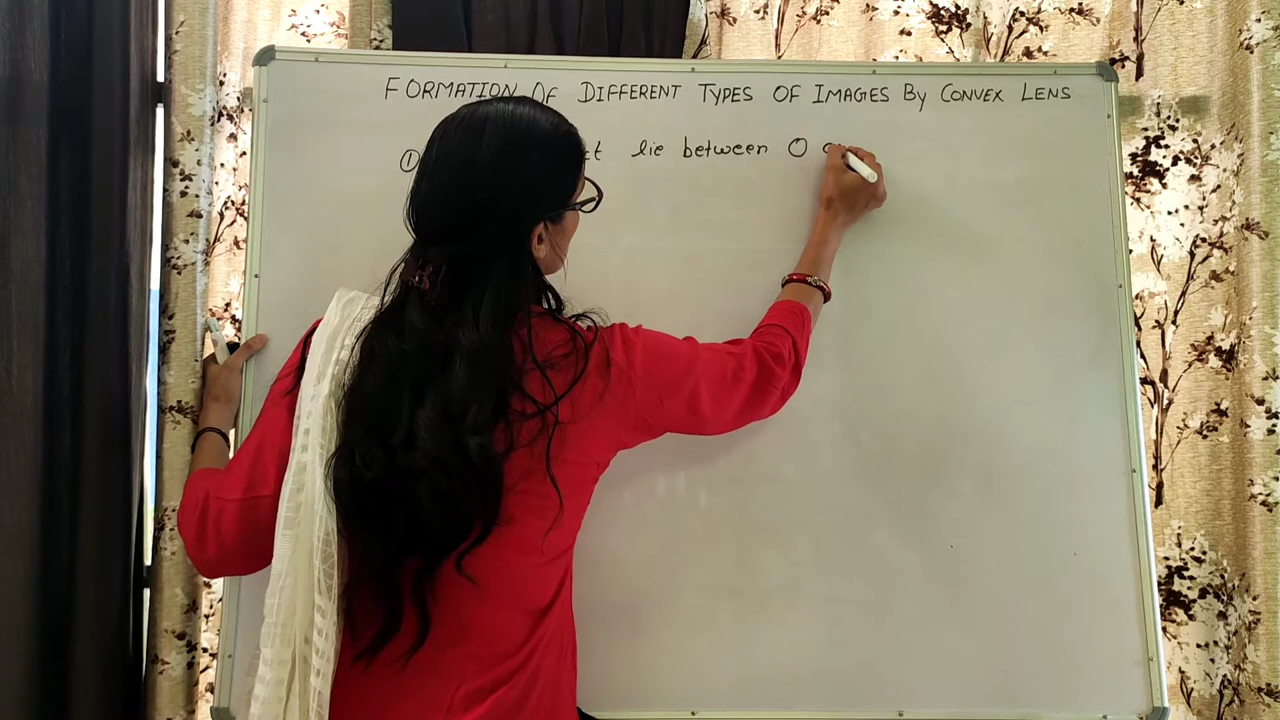 FORMATION OF DIFFERENT TYPES OF IMAGES BY CONVEX LENS
① lie between O